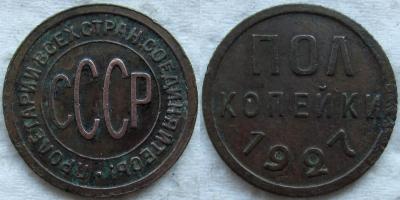 ПРОЛЕТАРИИ ВСЕХ СТРАН, СОЕДИНЯЙТЕСЬ!
СССР
ПОЛ
КОПЕЙКИ
1927